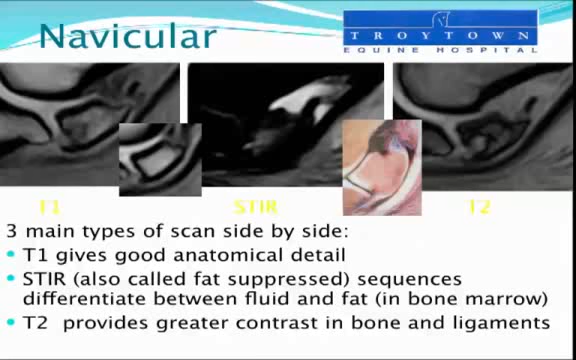 Navicular
TROYTOWN
EQUINE HOSPITAL
T1
STIR
T2
3 main types of scan side by side:
T1 gives good anatomical detail
STIR (also called fat suppressed) sequences
differentiate between fluid and fat (in bone marrow)
T2 provides greater contrast in bone and ligaments